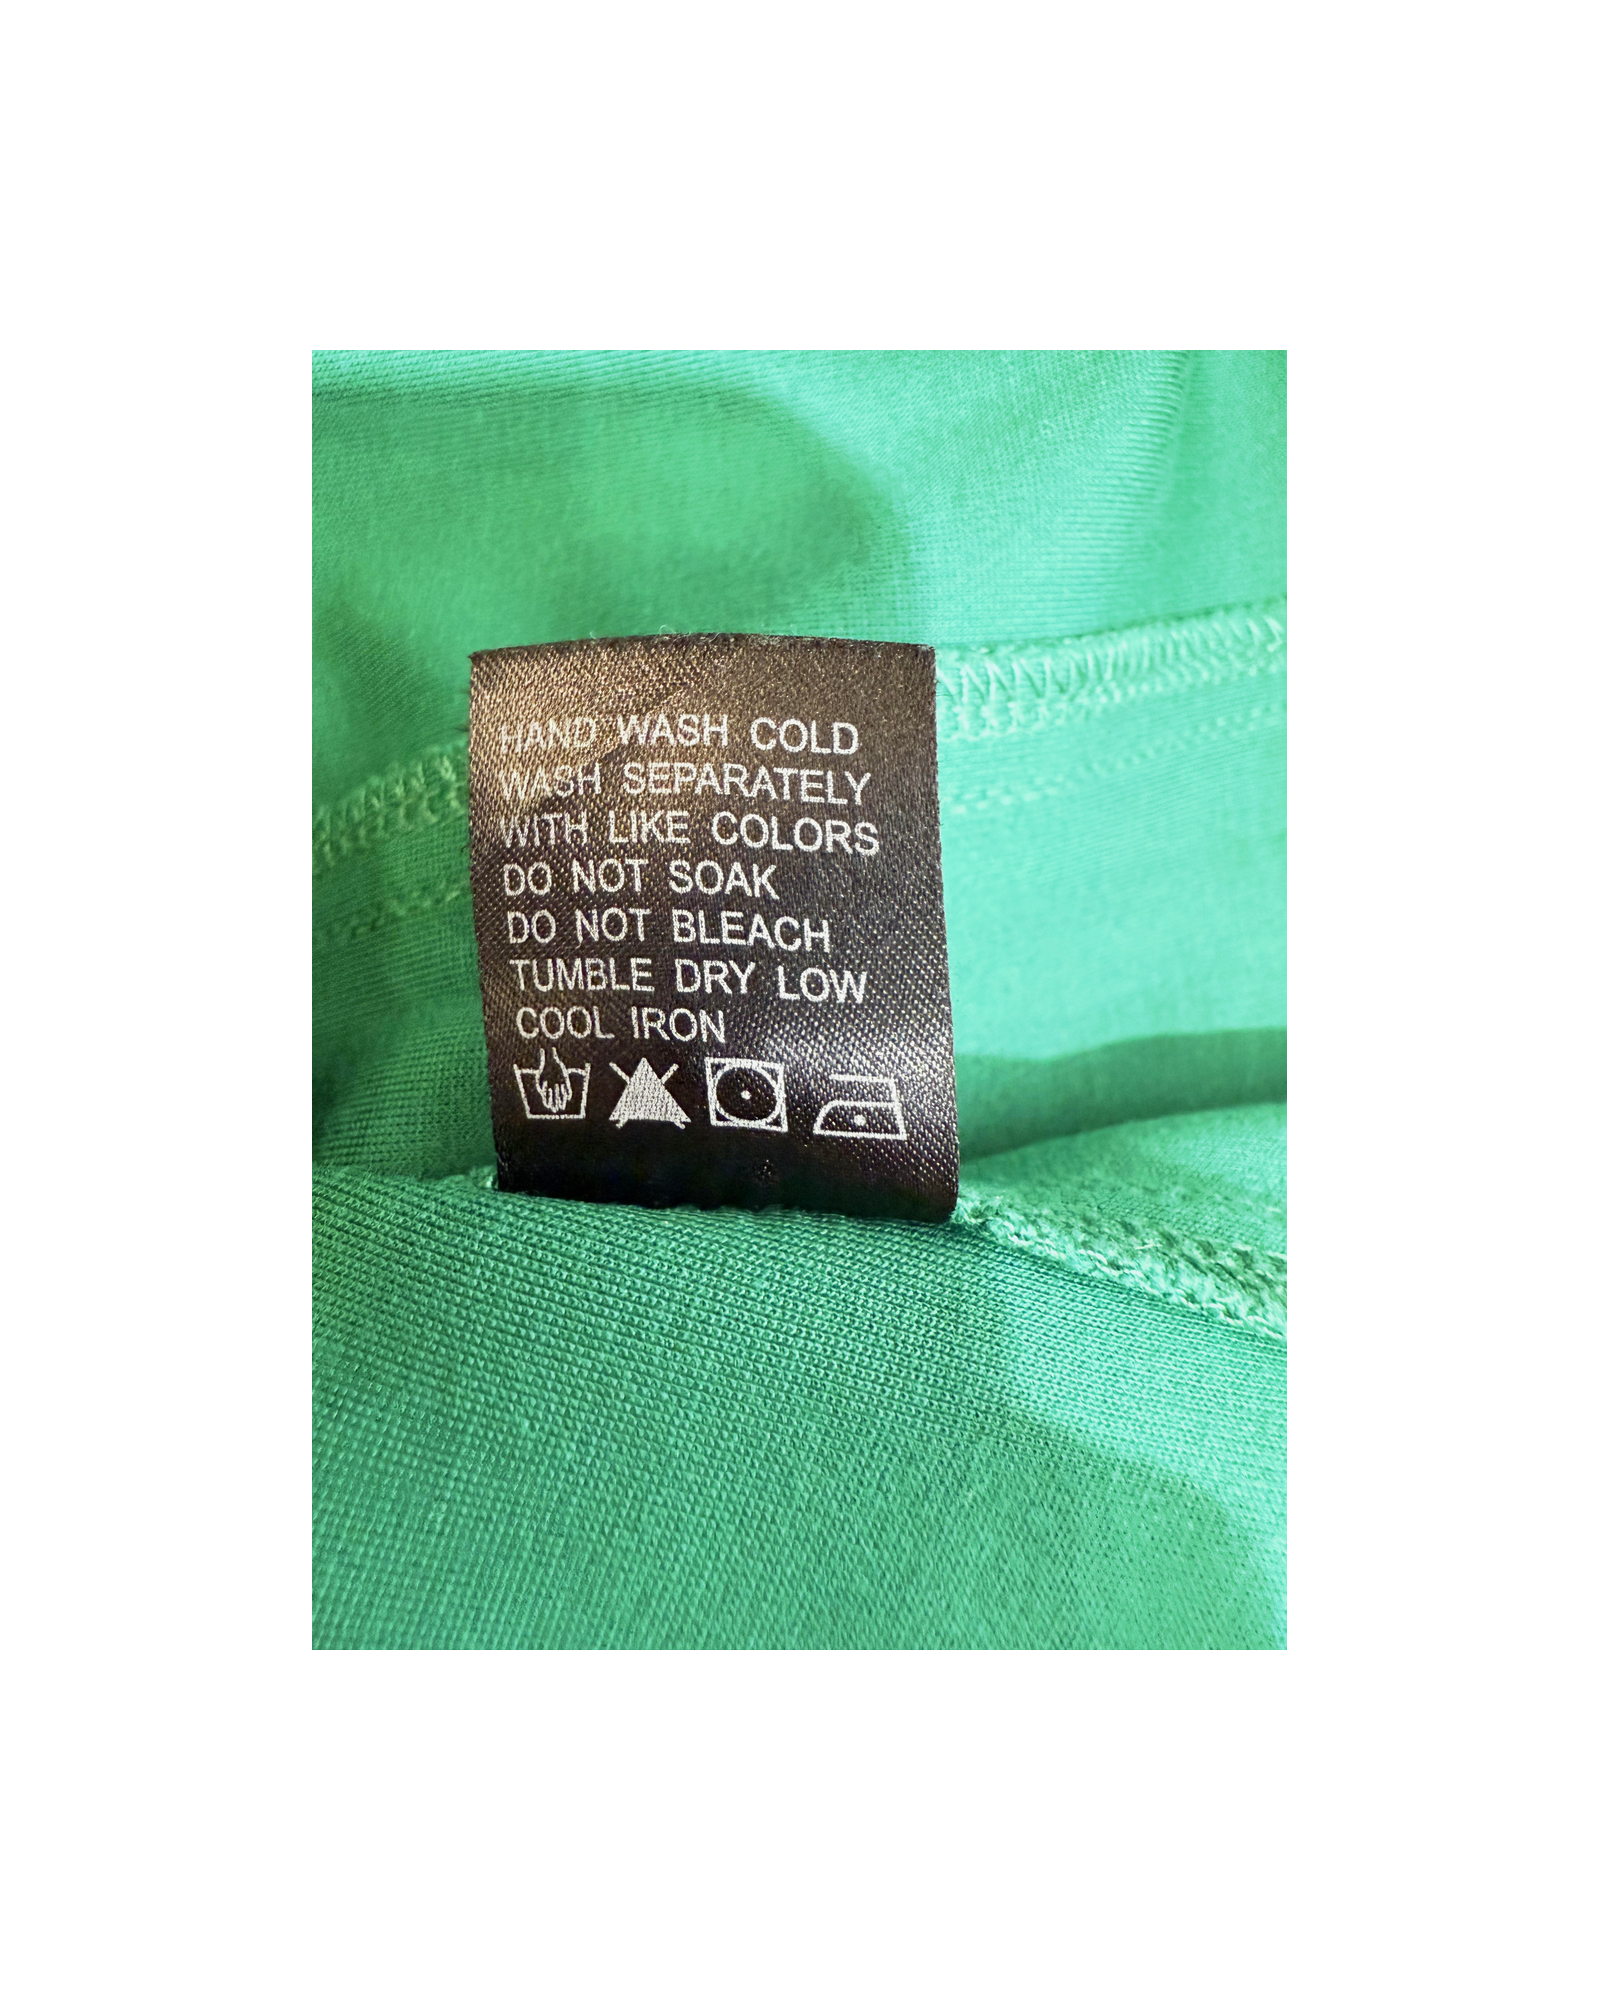 HAND WASH COLD
WASH SEPARATELY
WITH LIKE COLORS
DO NOT SOAK
DO NOT BLEACH
TUMBLE DRY LOW
COOL IRON